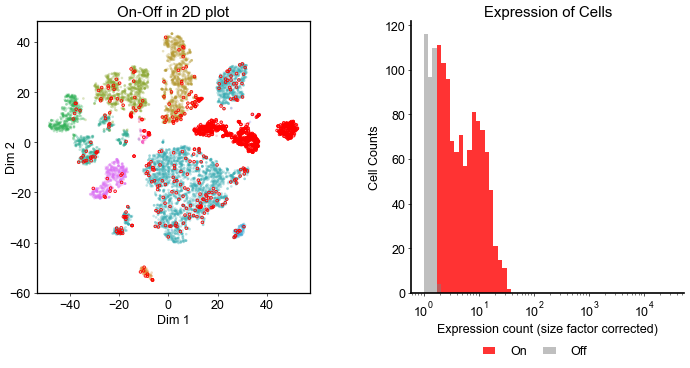 On-Off in 2D plot
40
20
0
−20
−40
−60
Dim 2
−40 −20 0 20 40
Dim 1
Expression of Cells
120
100
80
60
40
20
0
Cell Counts
10^0 10^1 10^2 10^3 10^4
Expression count (size factor corrected)
On Off